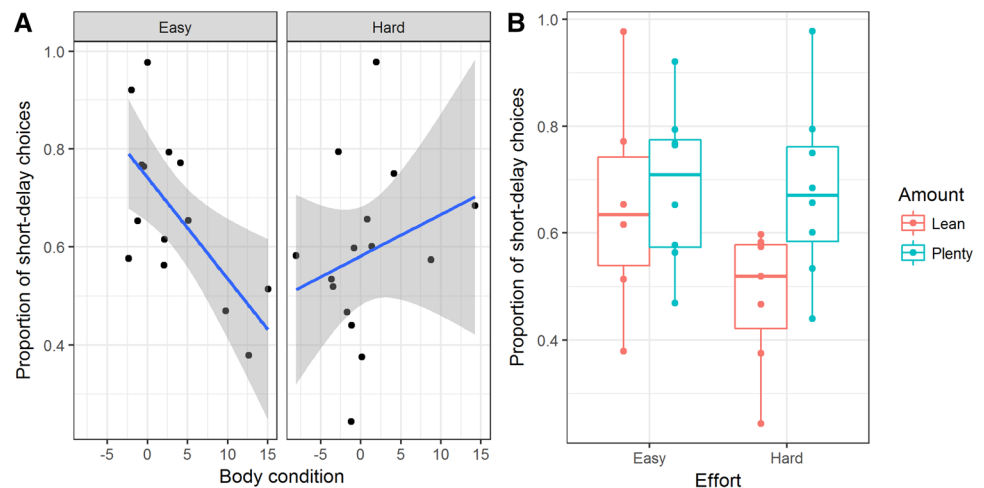 A
Easy
Hard
Proportion of short-delay choices
1.0
0.8
0.6
0.4
-5 0 5 10 15
-5 0 5 10 15
Body condition
B
Proportion of short-delay choices
1.0
0.8
0.6
0.4
Easy Hard
Effort
Amount
Lean
Plenty